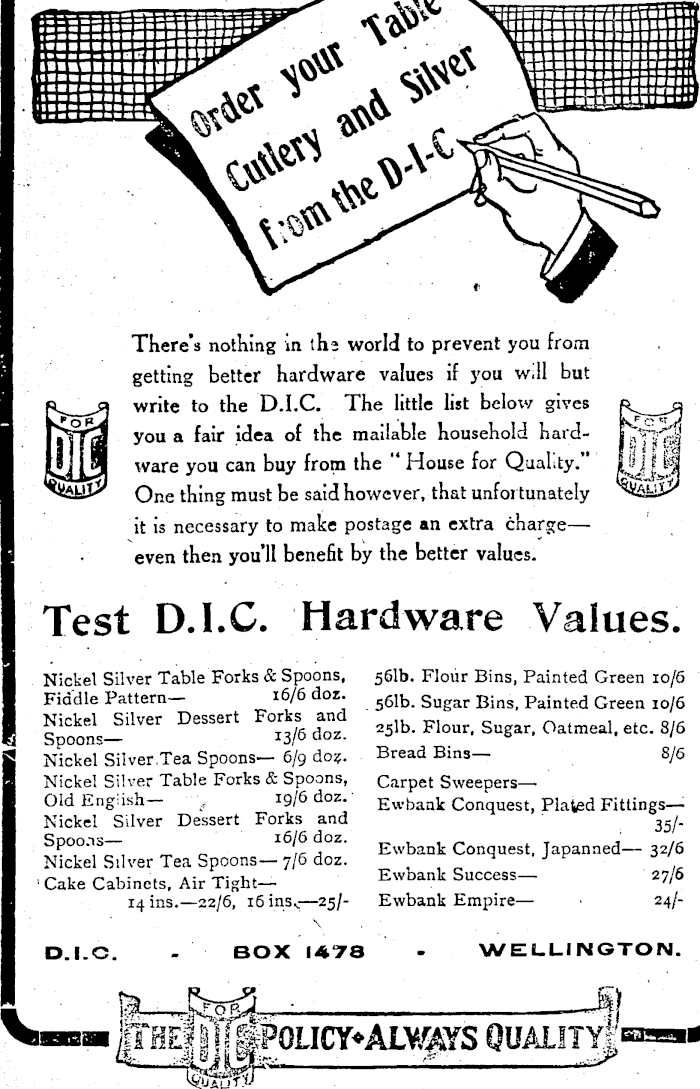 Order your Table
Cutlery and Silver
from the D-I-C
There's nothing in the world to prevent you from
getting better hardware values if you will but
write to the D.I.C. The little list below gives
you a fair idea of the mailable household hard-
ware you can buy from the "House for Quality."
One thing must be said however, that unfortunately
it is necessary to make postage an extra charge—
even then you'll benefit by the better values.
FOR
DIC
QUALITY
FOR
DIC
QUALITY
Test D.I.C. Hardware Values.
Nickel Silver Table Forks & Spoons,
Fiddle Pattern— 16/6 doz.
Nickel Silver Dessert Forks and
Spoons— 13/6 doz.
Nickel Silver Tea Spoons— 6/9 doz.
Nickel Silver Table Forks & Spoons,
Old English— 19/6 doz.
Nickel Silver Dessert Forks and
Spoons— 16/6 doz.
Nickel Silver Tea Spoons— 7/6 doz.
Cake Cabinets, Air Tight—
14 ins.—22/6, 16 ins.—25/-
56lb. Flour Bins, Painted Green 10/6
56lb. Sugar Bins, Painted Green 10/6
25lb. Flour, Sugar, Oatmeal, etc. 8/6
Bread Bins— 8/6
Carpet Sweepers—
Ewbank Conquest, Plated Fittings—
35/-
Ewbank Conquest, Japanned— 32/6
Ewbank Success— 27/6
Ewbank Empire— 24/-
D.I.C. - BOX 1478 - WELLINGTON.
FOR
THE DIC POLICY • ALWAYS QUALITY
QUALITY